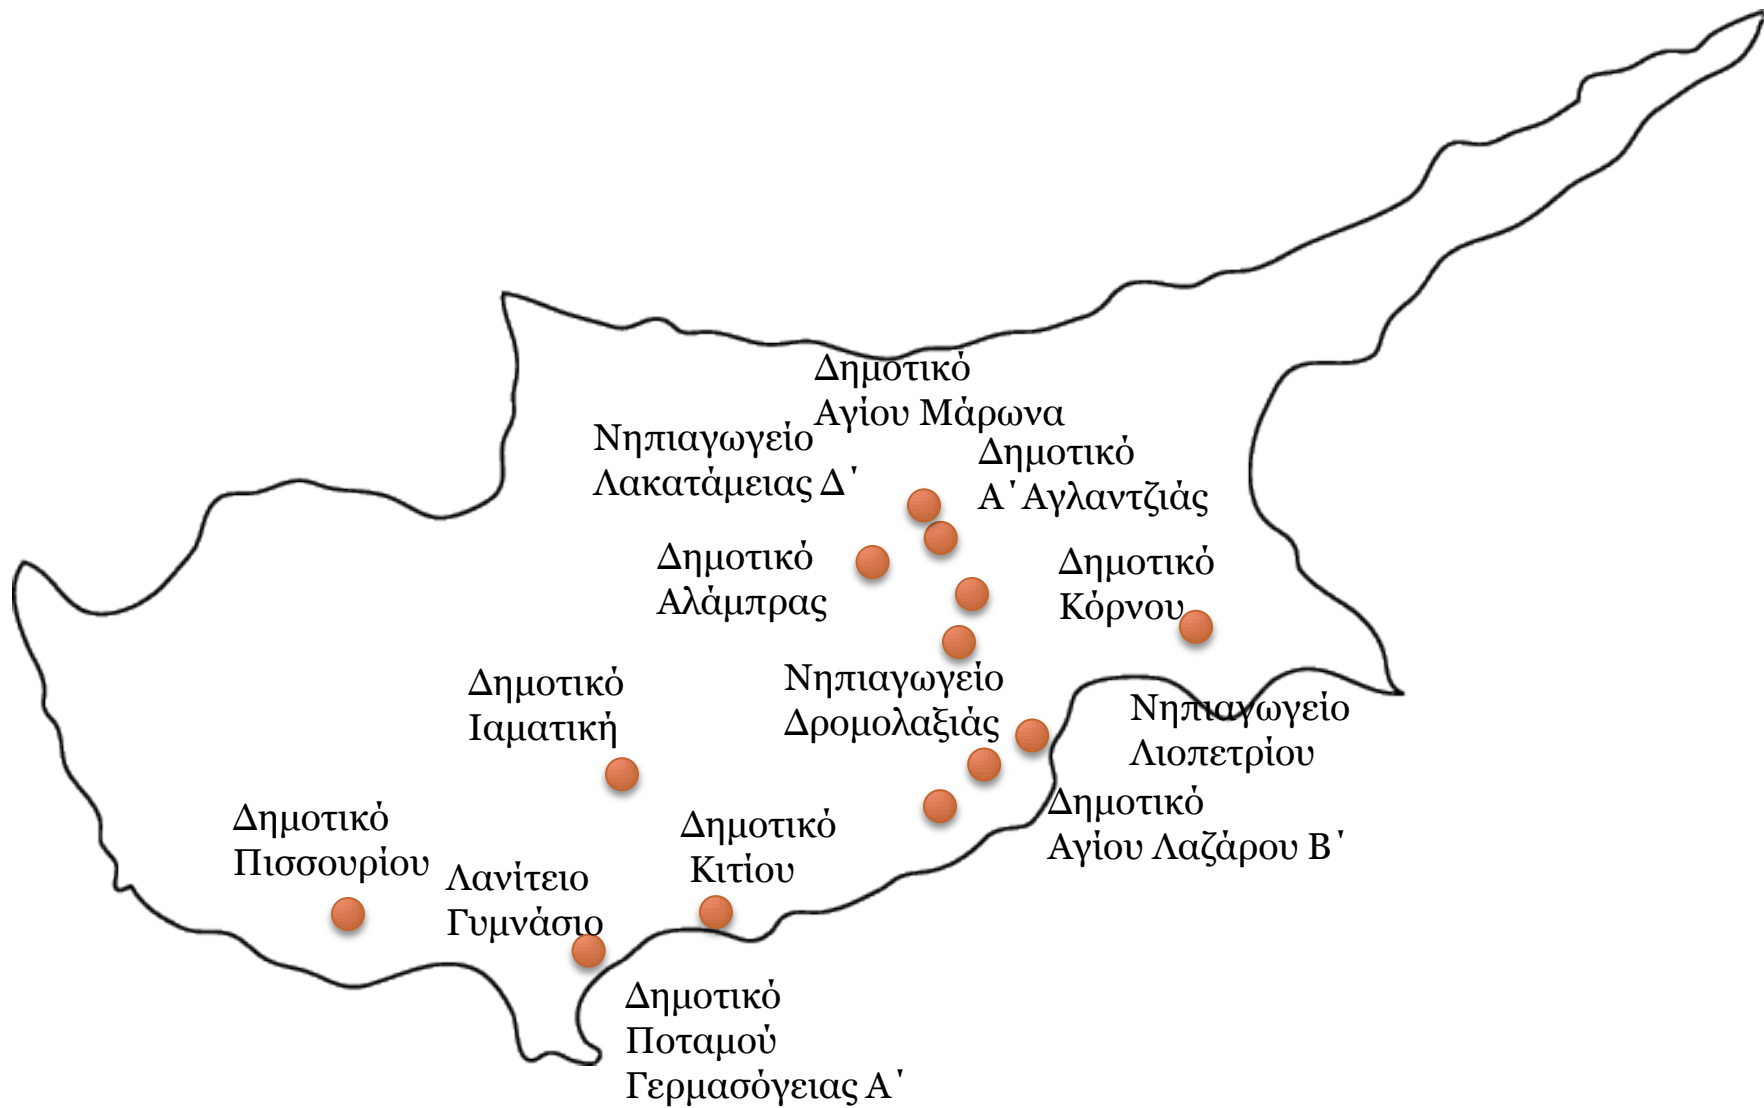 Δημοτικό
Αγίου Μάρωνα
Νηπιαγωγείο
Λακατάμειας Δ΄
Δημοτικό
Α΄Αγλαντζιάς
Δημοτικό
Αλάμπρας
Δημοτικό
Κόρνου
Νηπιαγωγείο
Δρομολαξιάς
Δημοτικό
Ιαματική
Νηπιαγωγείο
Λιοπετρίου
Δημοτικό
Αγίου Λαζάρου Β΄
Δημοτικό
Πισσουρίου
Δημοτικό
Κιτίου
Λανίτειο
Γυμνάσιο
Δημοτικό
Ποταμού
Γερμασόγειας Α΄